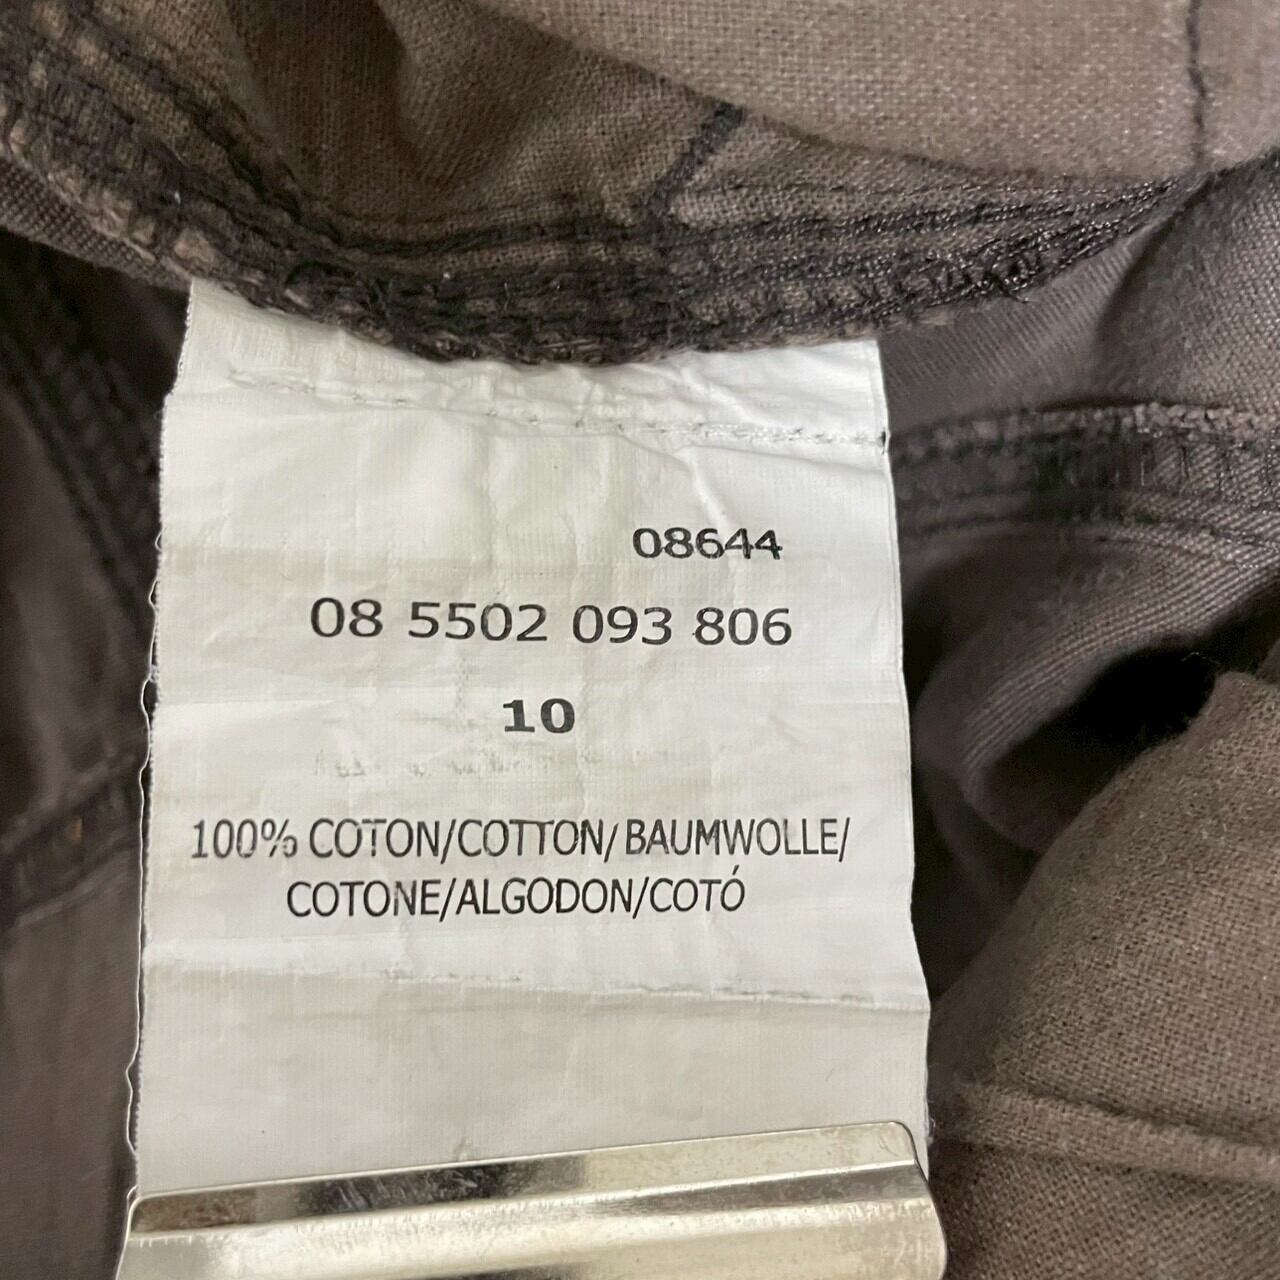 08644
08 5502 093 806
10
100% COTON/COTTON/BAUMWOLLE/
COTONE/ALGODON/COTÓ